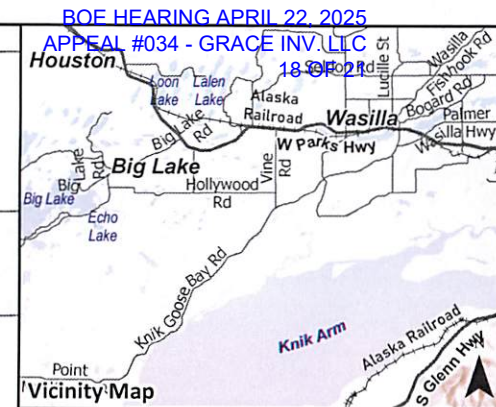 BOE HEARING APRIL 22, 2025
APPEAL #034 - GRACE INV. LLC
18 OF 21
Houston
Loon
Lake
Lalen
Lake
Seldon Rd
Lucille St
Wasilla
Fishhook Rd
Bogard Rd
Alaska
Railroad
Wasilla
Palmer
Wasilla Hwy
Big Lake
Rd
W Parks Hwy
Big Lake
Hollywood
Rd
Vine
Rd
Big Lake
Rd
Big Lake
Echo
Lake
Knik Goose Bay Rd
Knik Arm
Alaska Railroad
S Glenn Hwy
Point
Vicinity Map